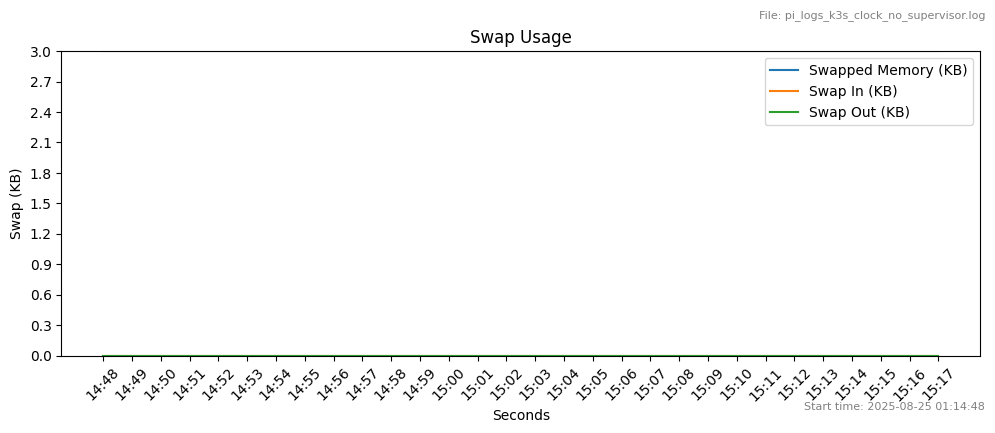 File: pi_logs_k3s_clock_no_supervisor.log
Swap Usage
Swap (KB)
3.0
2.7
2.4
2.1
1.8
1.5
1.2
0.9
0.6
0.3
0.0
Swapped Memory (KB)
Swap In (KB)
Swap Out (KB)
14:48 14:49 14:50 14:51 14:52 14:53 14:54 14:55 14:56 14:57 14:58 14:59 15:00 15:01 15:02 15:03 15:04 15:05 15:06 15:07 15:08 15:09 15:10 15:11 15:12 15:13 15:14 15:15 15:16 15:17
Seconds
Start time: 2025-08-25 01:14:48